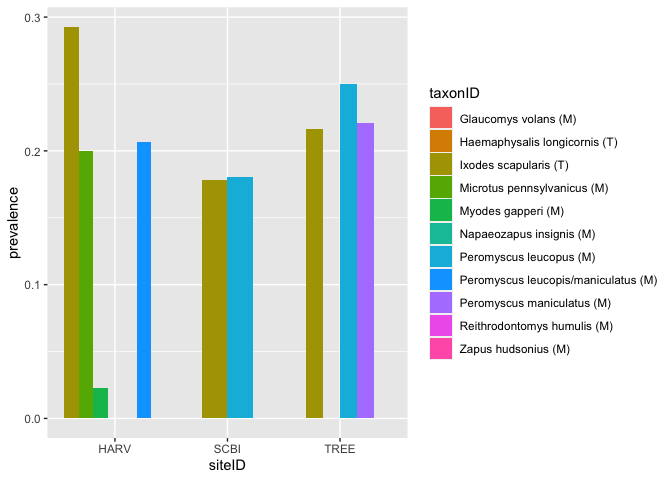 0.3
0.2
0.1
0.0
prevalence
HARV
SCBI
TREE
siteID
taxonID
Glaucomys volans (M)
Haemaphysalis longicornis (T)
Ixodes scapularis (T)
Microtus pennsylvanicus (M)
Myodes gapperi (M)
Napaeozapus insignis (M)
Peromyscus leucopus (M)
Peromyscus leucopis/maniculatus (M)
Peromyscus maniculatus (M)
Reithrodontomys humulis (M)
Zapus hudsonius (M)